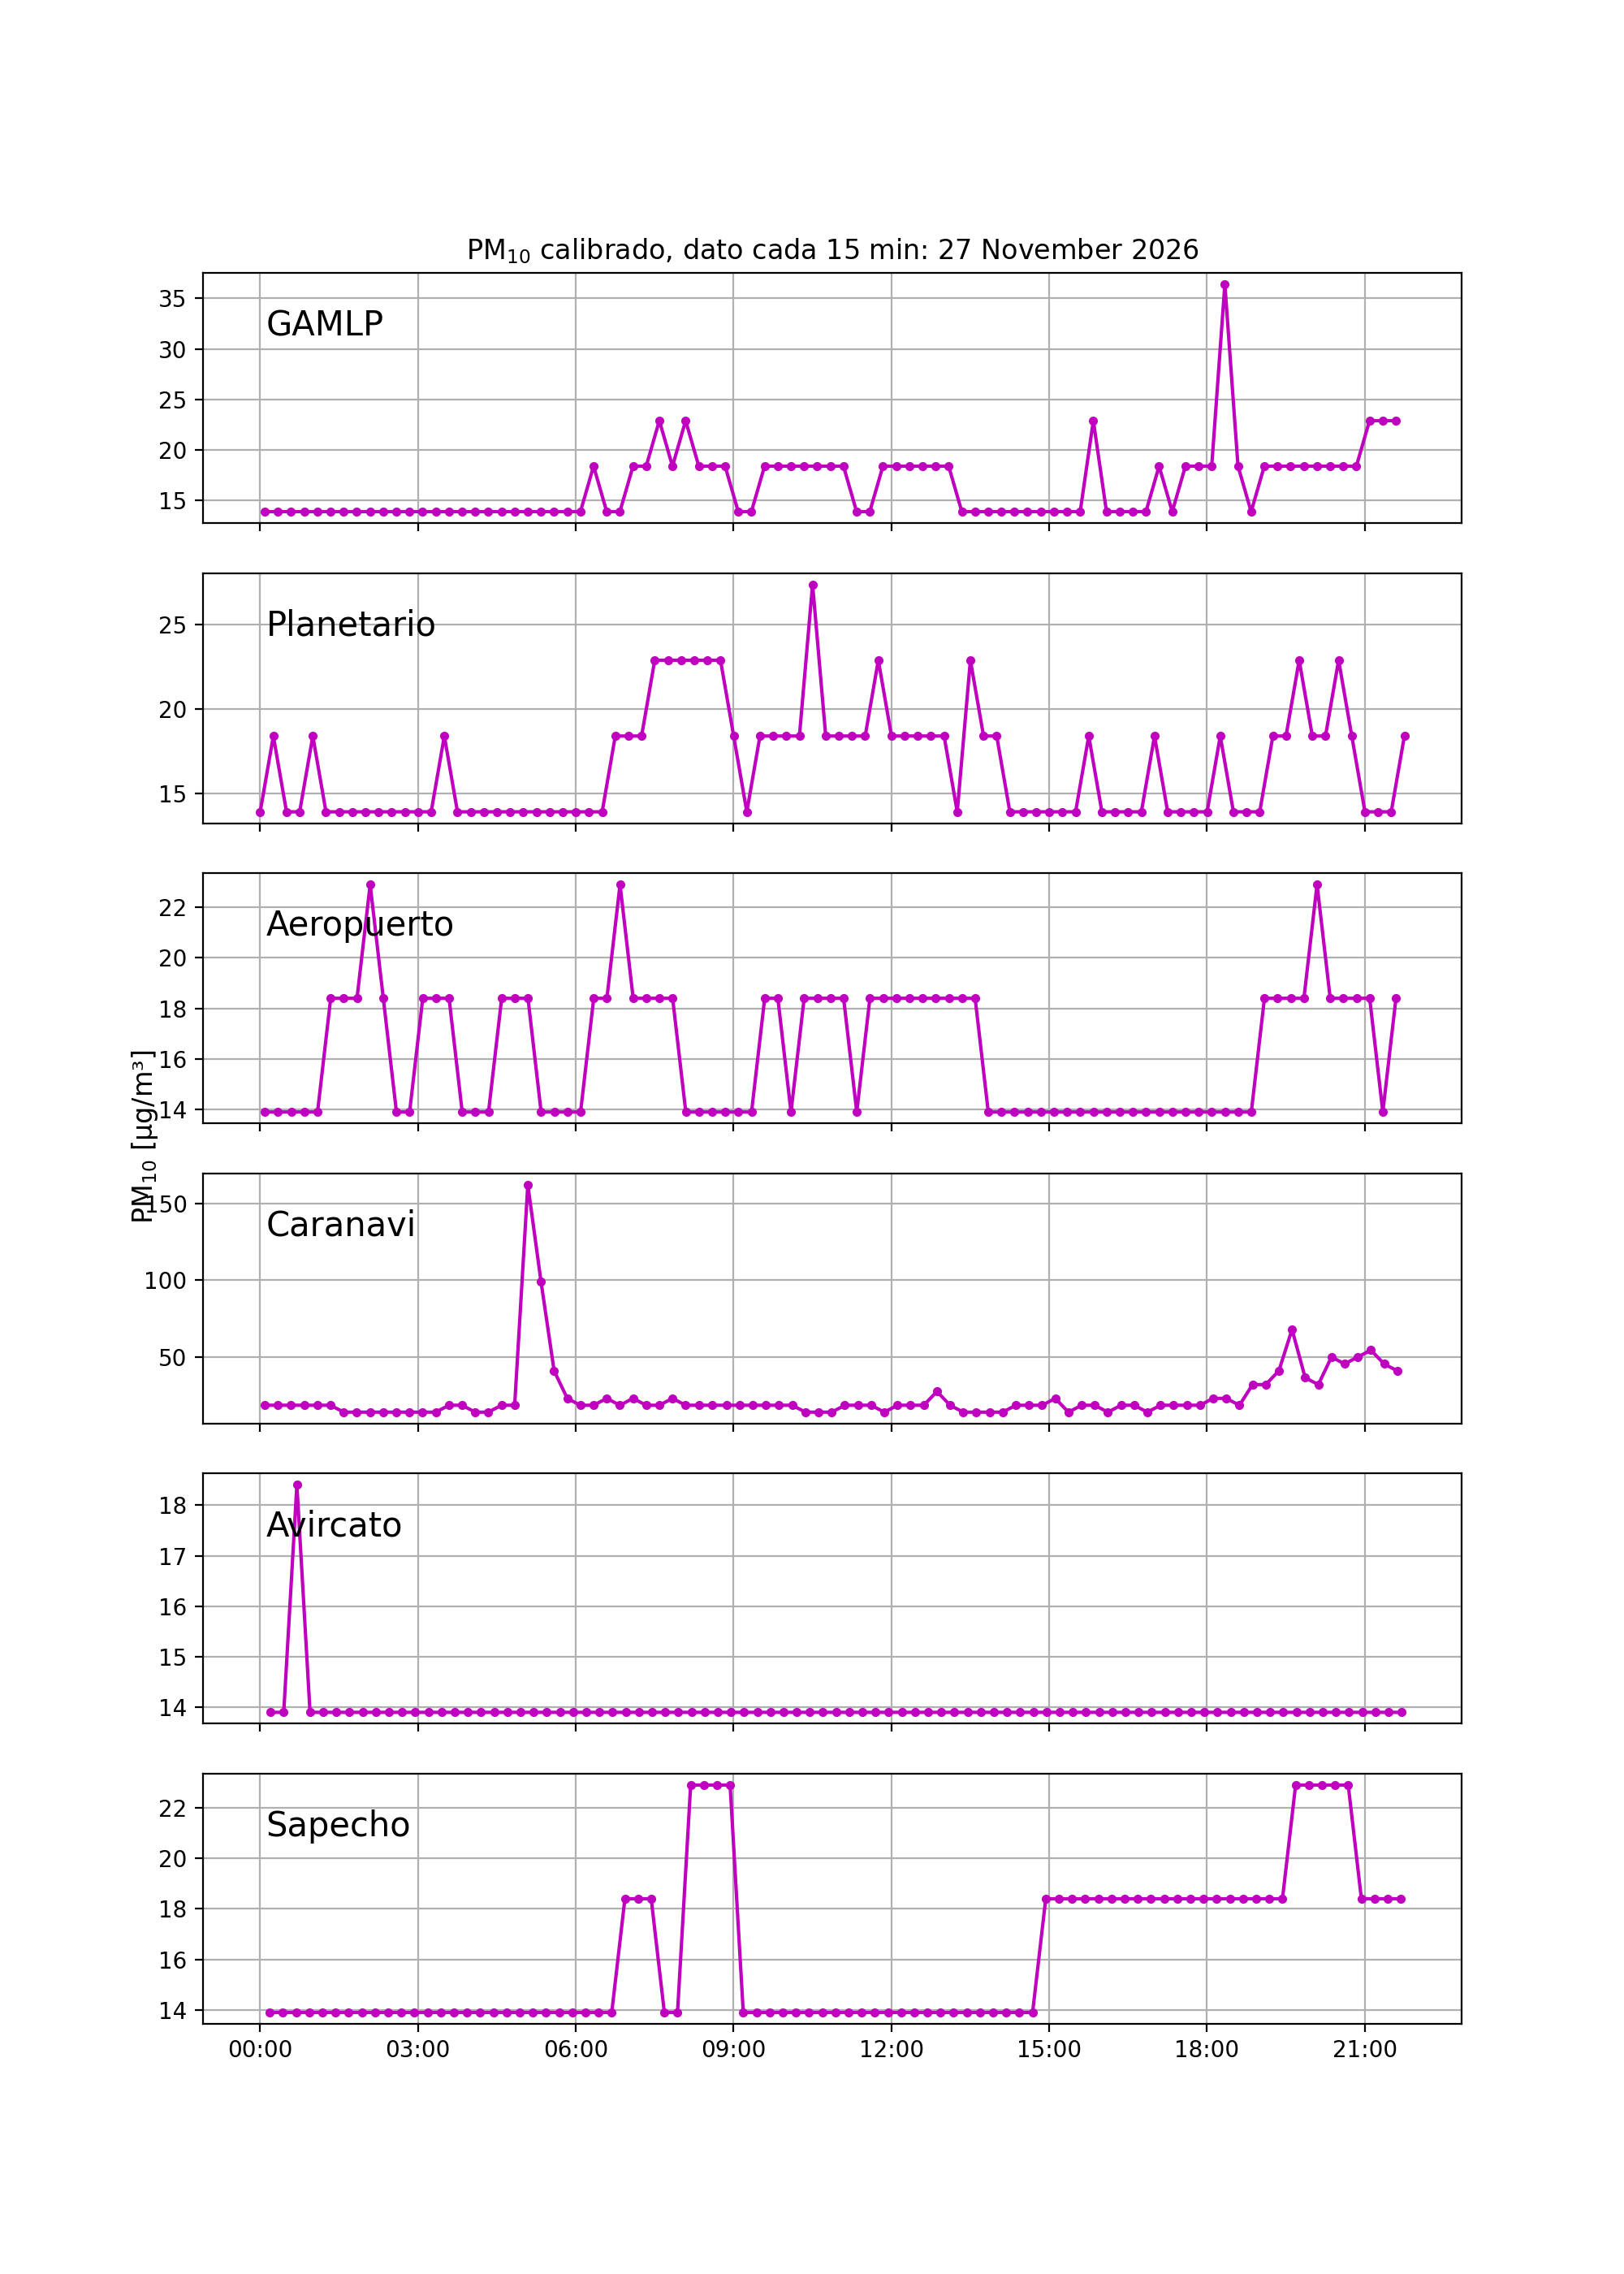 PM₁₀ calibrado, dato cada 15 min: 27 November 2026
35
30
25
20
15
GAMLP
25
20
15
Planetario
22
20
18
16
14
Aeropuerto
PM₁₀ [µg/m³]
150
100
50
Caranavi
18
17
16
15
14
Avircato
22
20
18
16
14
Sapecho
00:00 03:00 06:00 09:00 12:00 15:00 18:00 21:00